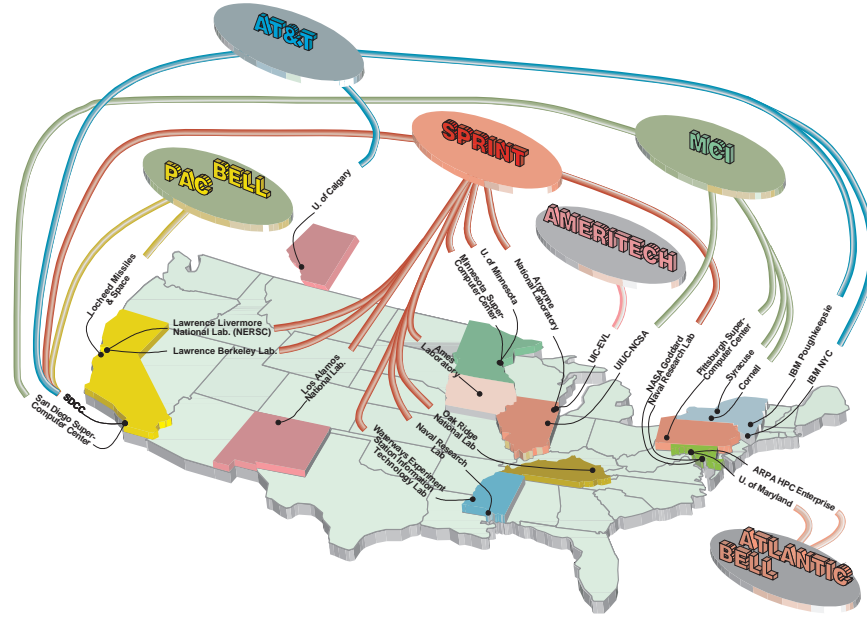 AT&T
SPRINT
MCI
PAC BELL
AMERITECH
ATLANTIC
BELL
U. of Calgary
Locheed Missiles
& Space
Lawrence Livermore
National Lab. (NERSC)
Lawrence Berkeley Lab.
Los Alamos
National Lab.
SDCC
San Diego Super-
Computer Center
Minnesota Super-
Computer Center
U. of Minnesota
Argonne
National Laboratory
Ames
Laboratory
UIC-EVL
UIUC-NCSA
Oak Ridge
National Lab
Naval Research
Lab
Waterways Experiment
Station Information
Technology Lab
NASA Goddard
Naval Research Lab
Pittsburgh Super-
Computer Center
Syracuse
Cornell
IBM Poughkeepsie
IBM NY C
ARPA HPC Enterprise
U. of Maryland